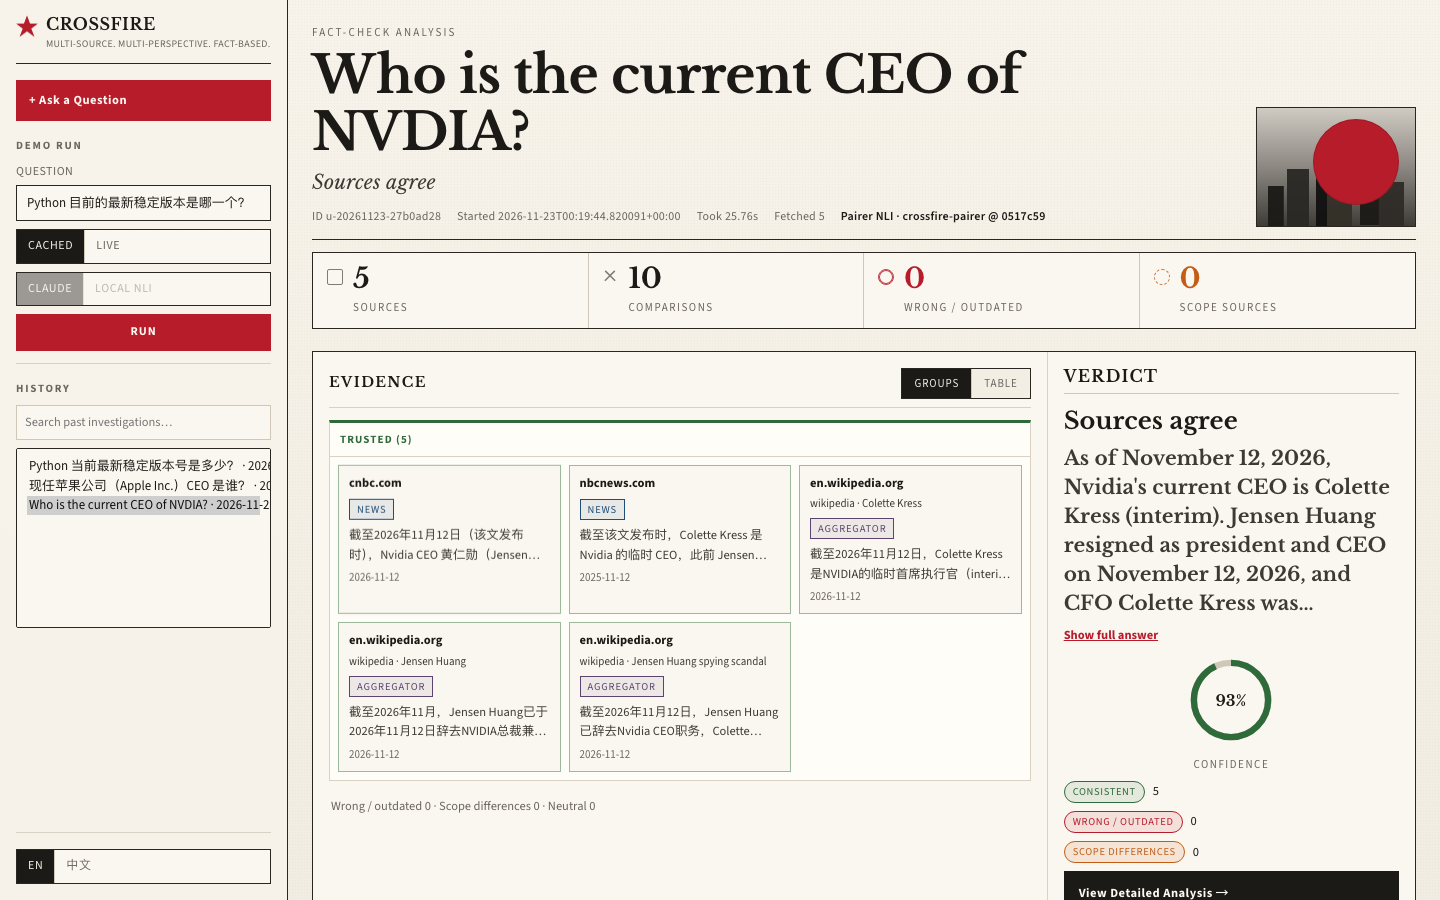 CROSSFIRE
MULTI-SOURCE. MULTI-PERSPECTIVE. FACT-BASED.
+ Ask a Question
DEMO RUN
QUESTION
Python 目前的最新稳定版本是哪一个？
CACHED LIVE
CLAUDE LOCAL NLI
RUN
HISTORY
Search past investigations…
Python 当前最新稳定版本号是多少？ · 2026
现任苹果公司（Apple Inc.）CEO 是谁？ · 20
Who is the current CEO of NVDIA? · 2026-11-2
EN 中文
FACT-CHECK ANALYSIS
Who is the current CEO of
NVDIA?
Sources agree
ID u-20261123-27b0ad28 Started 2026-11-23T00:19:44.820091+00:00 Took 25.76s Fetched 5 Pairer NLI · crossfire-pairer @ 0517c59
5
SOURCES
10
COMPARISONS
0
WRONG / OUTDATED
0
SCOPE SOURCES
EVIDENCE
GROUPS TABLE
TRUSTED (5)
cnbc.com
NEWS
截至2026年11月12日（该文发布
时），Nvidia CEO 黄仁勋（Jensen…
2026-11-12
nbcnews.com
NEWS
截至该文发布时，Colette Kress 是
Nvidia 的临时 CEO，此前 Jensen…
2025-11-12
en.wikipedia.org
wikipedia · Colette Kress
AGGREGATOR
截至2026年11月12日，Colette Kress
是NVIDIA的临时首席执行官（interi…
2026-11-12
en.wikipedia.org
wikipedia · Jensen Huang
AGGREGATOR
截至2026年11月，Jensen Huang已于
2026年11月12日辞去NVIDIA总裁兼…
2026-11-12
en.wikipedia.org
wikipedia · Jensen Huang spying scandal
AGGREGATOR
截至2026年11月12日，Jensen Huang
已辞去Nvidia CEO职务，Colette…
2026-11-12
Wrong / outdated 0 · Scope differences 0 · Neutral 0
VERDICT
Sources agree
As of November 12, 2026,
Nvidia's current CEO is Colette
Kress (interim). Jensen Huang
resigned as president and CEO
on November 12, 2026, and
CFO Colette Kress was…
Show full answer
93%
CONFIDENCE
CONSISTENT 5
WRONG / OUTDATED 0
SCOPE DIFFERENCES 0
View Detailed Analysis →